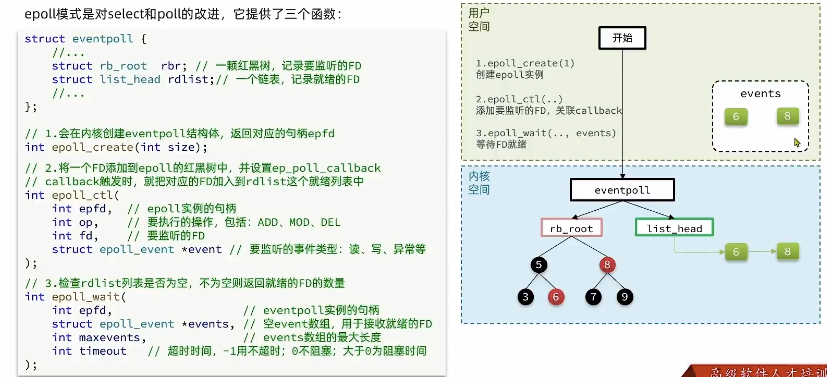 epoll模式是对select和poll的改进，它提供了三个函数：
struct eventpoll {
//...
struct rb_root rbr; // 一颗红黑树，记录要监听的FD
struct list_head rdlist;// 一个链表，记录就绪的FD
//...
};
// 1.会在内核创建eventpoll结构体，返回对应的句柄epfd
int epoll_create(int size);
// 2.将一个FD添加到epoll的红黑树中，并设置ep_poll_callback
// callback触发时，就把对应的FD加入到rdlist这个就绪列表中
int epoll_ctl(
int epfd, // epoll实例的句柄
int op, // 要执行的操作，包括：ADD、MOD、DEL
int fd, // 要监听的FD
struct epoll_event *event // 要监听的事件类型：读、写、异常等
);
// 3.检查rdlist列表是否为空，不为空则返回就绪的FD的数量
int epoll_wait(
int epfd, // eventpoll实例的句柄
struct epoll_event *events, // 空event数组，用于接收就绪的FD
int maxevents, // events数组的最大长度
int timeout // 超时时间，-1用不超时；0不阻塞；大于0为阻塞时间
);
用户
空间
开始
1.epoll_create(1)
创建epoll实例
2.epoll_ctl(..)
添加要监听的FD，关联callback
3.epoll_wait(.., events)
等待FD就绪
events
6 8
内核
空间
eventpoll
rb_root list_head
6 8
5 8
3 6 7 9
高级软件人才培训